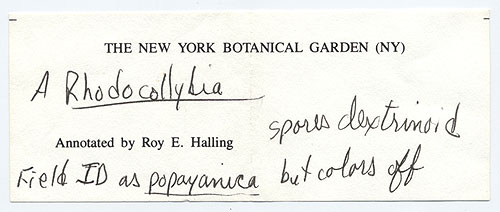 THE NEW YORK BOTANICAL GARDEN (NY)
A Rhodocollybia
spores dextrinoid
Annotated by Roy E. Halling
Field ID as popayanica but colors off